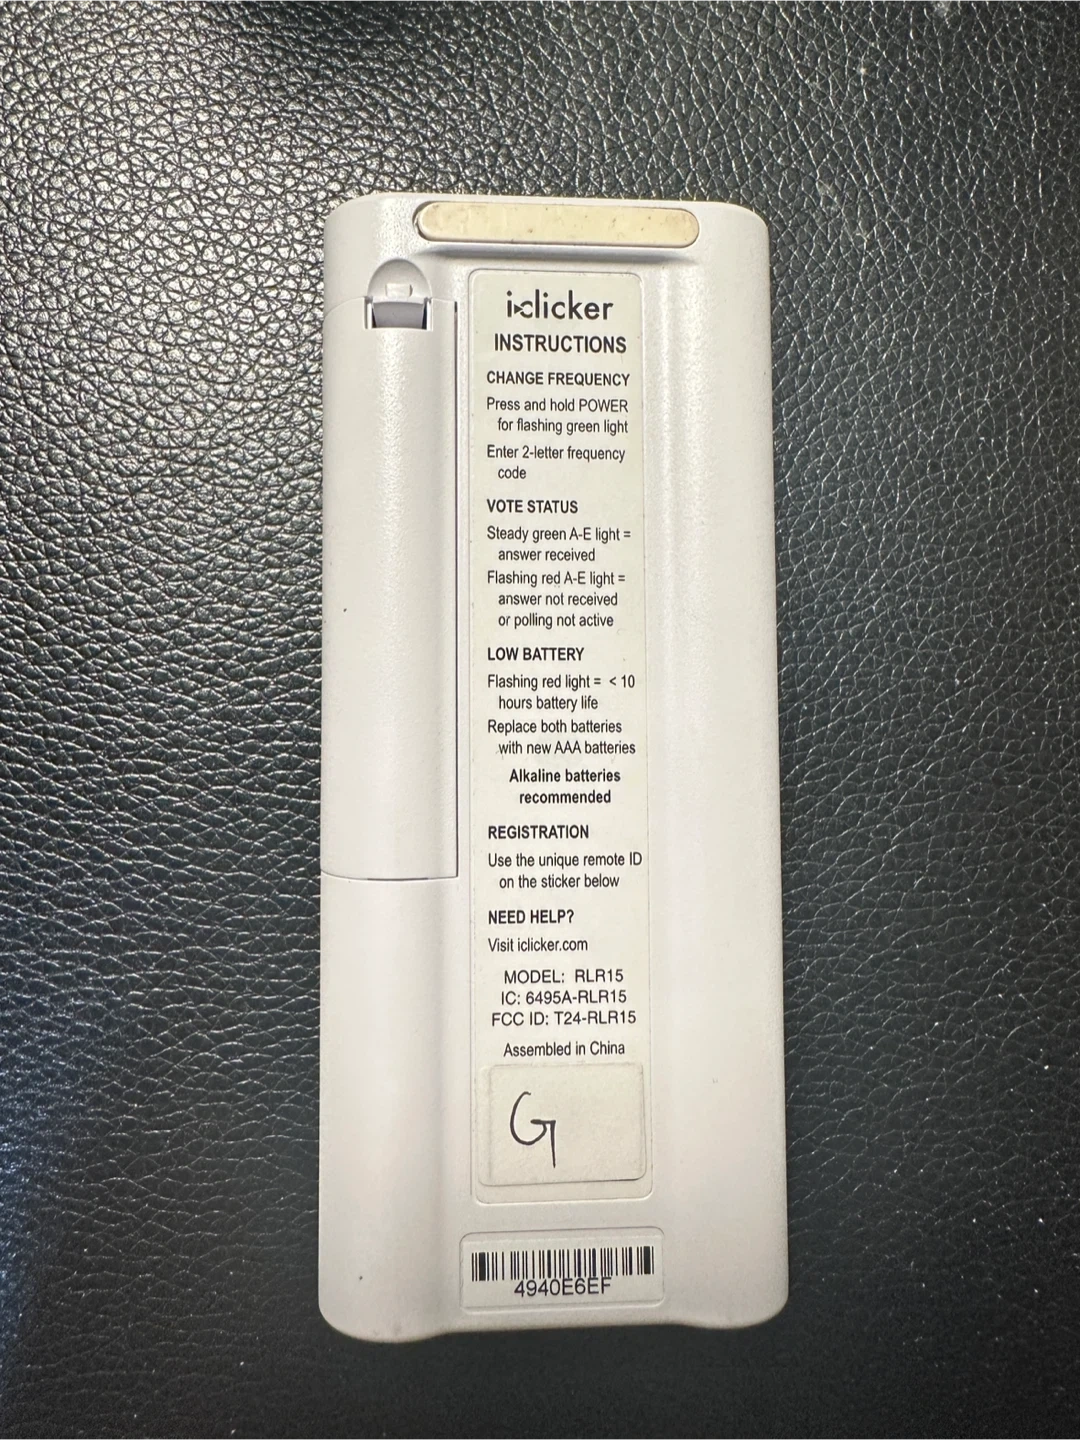 iclicker
INSTRUCTIONS
CHANGE FREQUENCY
Press and hold POWER
for flashing green light
Enter 2-letter frequency
code
VOTE STATUS
Steady green A-E light =
answer received
Flashing red A-E light =
answer not received
or polling not active
LOW BATTERY
Flashing red light = < 10
hours battery life
Replace both batteries
with new AAA batteries
Alkaline batteries
recommended
REGISTRATION
Use the unique remote ID
on the sticker below
NEED HELP?
Visit iclicker.com
MODEL: RLR15
IC: 6495A-RLR15
FCC ID: T24-RLR15
Assembled in China
G
4940E6EF